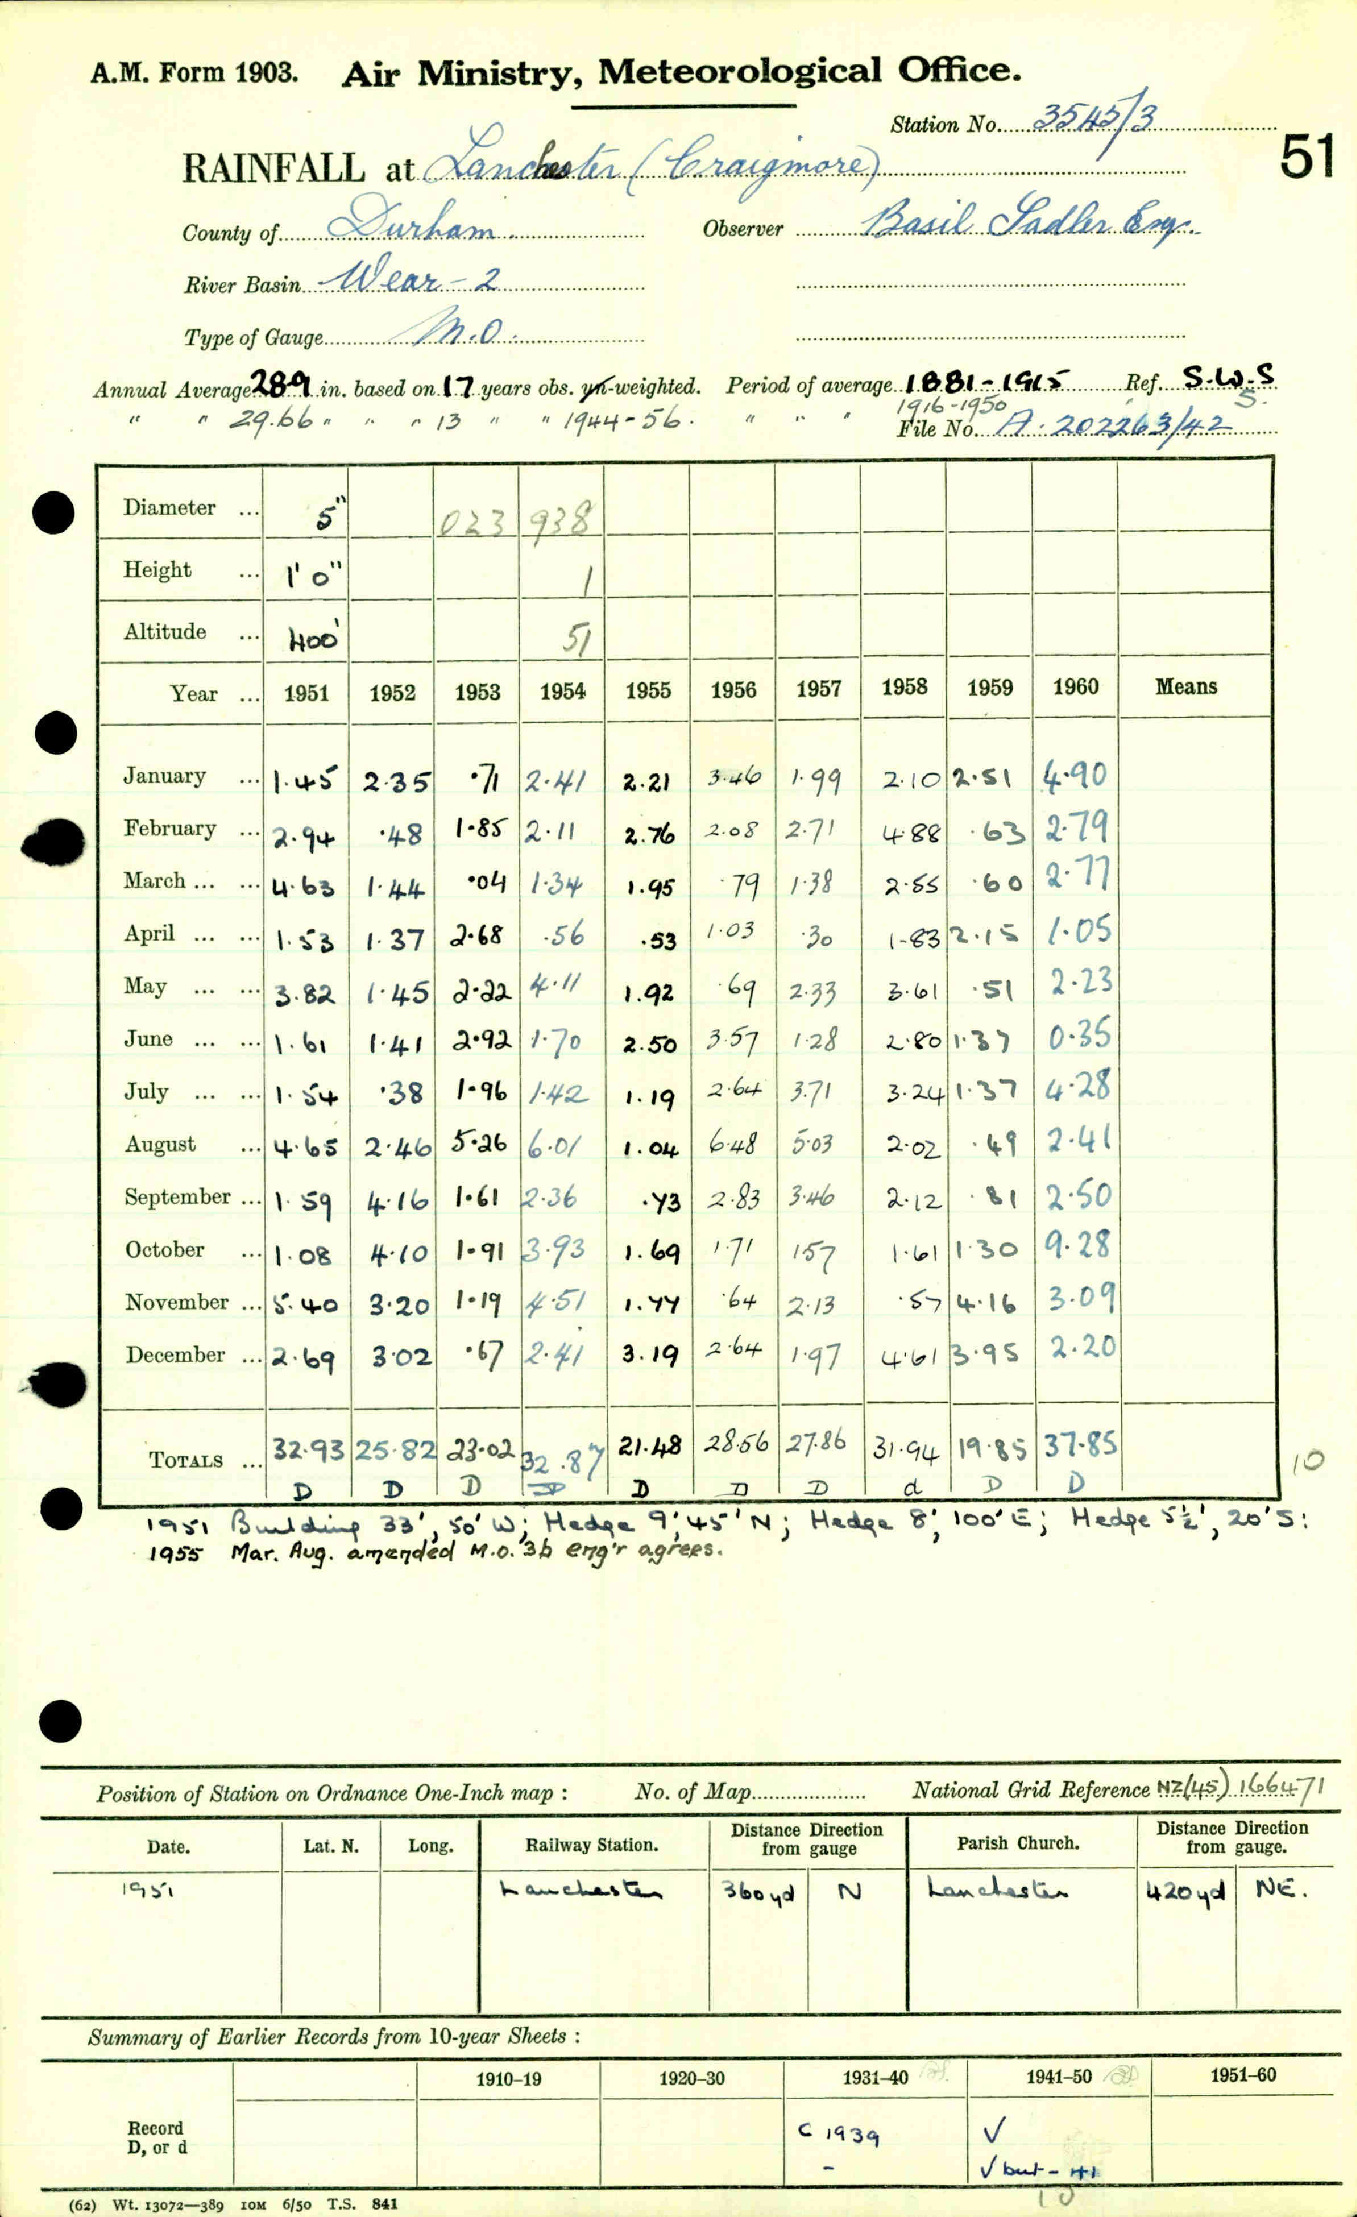 A.M. Form 1903. Air Ministry, Meteorological Office.
Station No. 3545/3
51
RAINFALL at Lanchester (Craigmore)
County of Durham. Observer Basil Sadler Esq.
River Basin Wear - 2
Type of Gauge M.O.
Annual Average 28.9 in. based on 17 years obs. un-weighted. Period of average 1881-1915 Ref. S.W.S
" " 29.66 " " " 13 " " 1944-56. " " " 1916-1950 " S.
File No. A.202263/42
Diameter ... 5" 023 938
Height ... 1' 0" 1
Altitude ... 400' 51
Year ... 1951 1952 1953 1954 1955 1956 1957 1958 1959 1960 Means
January ... 1.45 2.35 .71 2.41 2.21 3.46 1.99 2.10 2.51 4.90
February ... 2.94 .48 1.85 2.11 2.76 2.08 2.71 4.88 .63 2.79
March ... ... 4.63 1.44 .04 1.34 1.95 .79 1.38 2.55 .60 2.77
April ... ... 1.53 1.37 2.68 .56 .53 1.03 .30 1.83 2.15 1.05
May ... ... 3.82 1.45 2.22 4.11 1.92 .69 2.33 3.61 .51 2.23
June ... ... 1.61 1.41 2.92 1.70 2.50 3.57 1.28 2.80 1.37 0.35
July ... ... 1.54 .38 1.96 1.42 1.19 2.64 3.71 3.24 1.37 4.28
August ... 4.65 2.46 5.26 6.01 1.04 6.48 5.03 2.02 .49 2.41
September ... 1.59 4.16 1.61 2.36 .73 2.83 3.46 2.12 .81 2.50
October ... 1.08 4.10 1.91 3.93 1.69 1.71 1.57 1.61 1.30 9.28
November ... 5.40 3.20 1.19 4.51 1.77 .64 2.13 .57 4.16 3.09
December ... 2.69 3.02 .67 2.41 3.19 2.64 1.97 4.61 3.95 2.20
TOTALS ... 32.93 25.82 23.02 32.87 21.48 28.56 27.86 31.94 19.85 37.85 10
D D D D D D D d D D
1951 Building 33', 50' W; Hedge 9', 45' N; Hedge 8', 100' E; Hedge 5½', 20' S:
1955 Mar. Aug. amended M.O. 3b eng'r agrees.
Position of Station on Ordnance One-Inch map : No. of Map National Grid Reference NZ(45) 166471
Date. Lat. N. Long. Railway Station. Distance Direction from gauge Parish Church. Distance Direction from gauge.
1951 Lanchester 360 yd N Lanchester 420 yd NE.
Summary of Earlier Records from 10-year Sheets :
1910-19 1920-30 1931-40 1941-50 1951-60
Record C 1939 √
D, or d - √ but - 41
10
(62) Wt. 13072—389 10M 6/50 T.S. 841